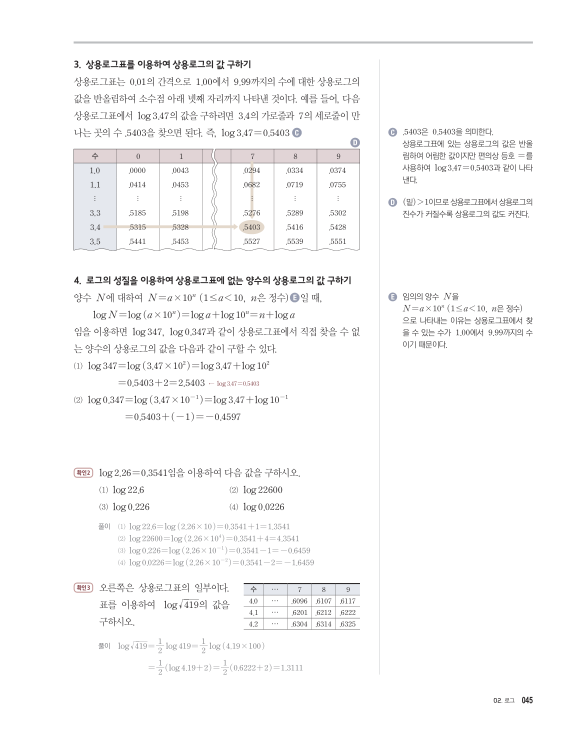 3. 상용로그표를 이용하여 상용로그의 값 구하기
상용로그표는 0.01의 간격으로 1.00에서 9.99까지의 수에 대한 상용로그의
값을 반올림하여 소수점 아래 넷째 자리까지 나타낸 것이다. 예를 들어, 다음
상용로그표에서 log 3.47의 값을 구하려면 3.4의 가로줄과 7의 세로줄이 만
나는 곳의 수 .5403을 찾으면 된다. 즉, log 3.47=0.5403 C
D
수 0 1 7 8 9
1.0 .0000 .0043 .0294 .0334 .0374
1.1 .0414 .0453 .0682 .0719 .0755
⋮ ⋮ ⋮ ⋮ ⋮ ⋮
3.3 .5185 .5198 .5276 .5289 .5302
3.4 .5315 .5328 .5403 .5416 .5428
3.5 .5441 .5453 .5527 .5539 .5551
C .5403은 0.5403을 의미한다.
상용로그표에 있는 상용로그의 값은 반올
림하여 어림한 값이지만 편의상 등호 =를
사용하여 log 3.47=0.5403과 같이 나타
낸다.
D (밑)>1이므로 상용로그표에서 상용로그의
진수가 커질수록 상용로그의 값도 커진다.
4. 로그의 성질을 이용하여 상용로그표에 없는 양수의 상용로그의 값 구하기
양수 N에 대하여 N=a×10ⁿ (1≤a<10, n은 정수) E일 때,
log N=log (a×10ⁿ)=log a+log 10ⁿ=n+log a
임을 이용하면 log 347, log 0.347과 같이 상용로그표에서 직접 찾을 수 없
는 양수의 상용로그의 값을 다음과 같이 구할 수 있다.
(1) log 347=log (3.47×10²)=log 3.47+log 10²
=0.5403+2=2.5403 ← log 3.47=0.5403
(2) log 0.347=log (3.47×10⁻¹)=log 3.47+log 10⁻¹
=0.5403+(-1)=-0.4597
E 임의의 양수 N을
N=a×10ⁿ (1≤a<10, n은 정수)
으로 나타내는 이유는 상용로그표에서 찾
을 수 있는 수가 1.00에서 9.99까지의 수
이기 때문이다.
확인2 log 2.26=0.3541임을 이용하여 다음 값을 구하시오.
(1) log 22.6 (2) log 22600
(3) log 0.226 (4) log 0.0226
풀이 (1) log 22.6=log (2.26×10)=0.3541+1=1.3541
(2) log 22600=log (2.26×10⁴)=0.3541+4=4.3541
(3) log 0.226=log (2.26×10⁻¹)=0.3541-1=-0.6459
(4) log 0.0226=log (2.26×10⁻²)=0.3541-2=-1.6459
확인3 오른쪽은 상용로그표의 일부이다.
표를 이용하여 log √419의 값을
구하시오.
수 ⋯ 7 8 9
4.0 ⋯ .6096 .6107 .6117
4.1 ⋯ .6201 .6212 .6222
4.2 ⋯ .6304 .6314 .6325
풀이 log √419=1/2 log 419=1/2 log (4.19×100)
=1/2 (log 4.19+2)=1/2 (0.6222+2)=1.3111
02. 로그 045